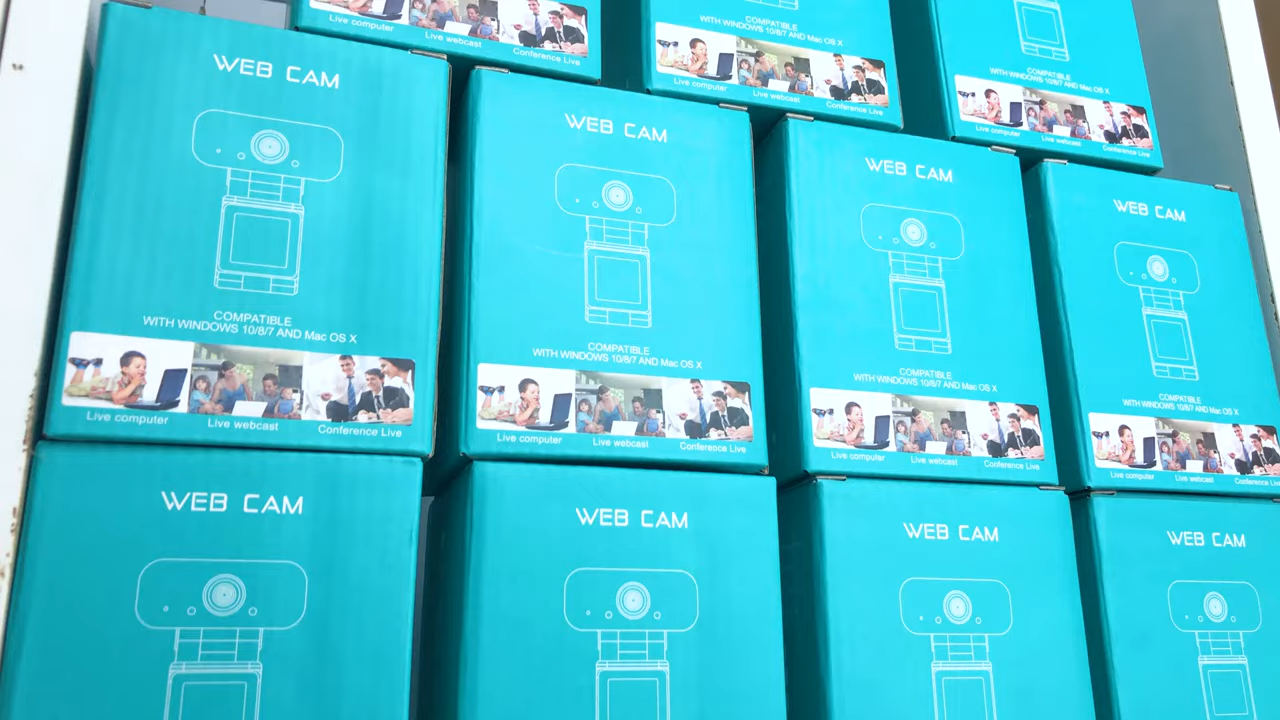 Live computer
Live webcast
Conference Live
COMPATIBLE
WITH WINDOWS 10/8/7 AND Mac OS X
Live computer
Live webcast
Conference Live
COMPATIBLE
WITH WINDOWS 10/8/7 AND Mac OS X
Live computer
Live webcast
Conference Live
WEB CAM
COMPATIBLE
WITH WINDOWS 10/8/7 AND Mac OS X
Live computer
Live webcast
Conference Live
WEB CAM
COMPATIBLE
WITH WINDOWS 10/8/7 AND Mac OS X
Live computer
Live webcast
Conference Live
WEB CAM
COMPATIBLE
WITH WINDOWS 10/8/7 AND Mac OS X
Live computer
Live webcast
Conference Live
WEB CAM
COMPATIBLE
WITH WINDOWS 10/8/7 AND Mac OS X
Live computer
Live webcast
Conference Live
WEB CAM
WEB CAM
WEB CAM
WEB CAM